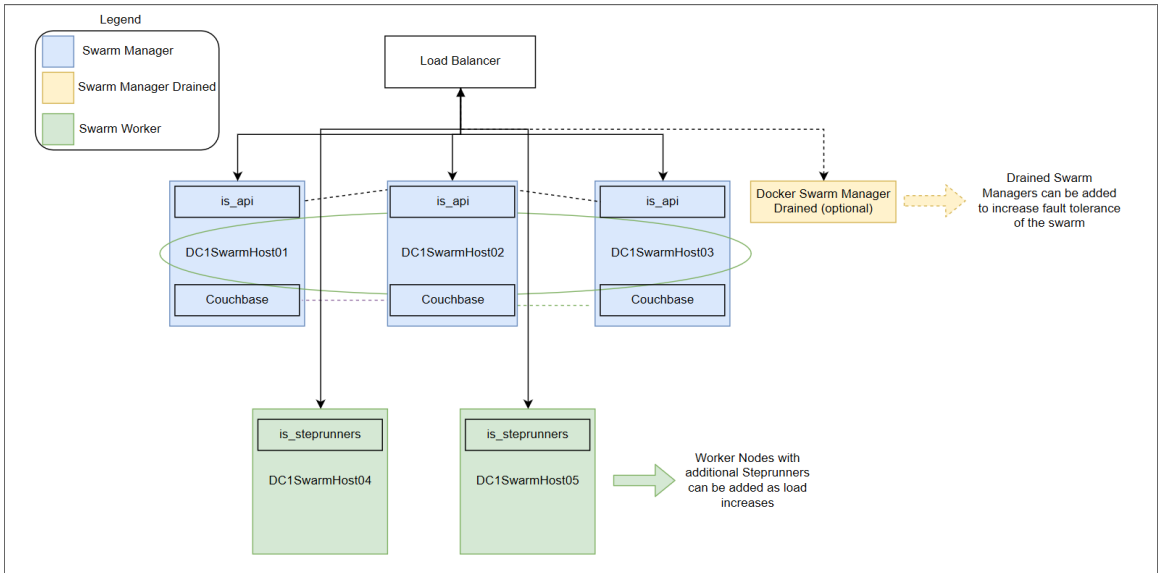 Legend
Swarm Manager
Swarm Manager Drained
Swarm Worker
Load Balancer
is_api
is_api
is_api
Docker Swarm Manager
Drained (optional)
Drained Swarm
Managers can be added
to increase fault tolerance
of the swarm
DC1SwarmHost01
DC1SwarmHost02
DC1SwarmHost03
Couchbase
Couchbase
Couchbase
is_steprunners
is_steprunners
DC1SwarmHost04
DC1SwarmHost05
Worker Nodes with
additional Steprunners
can be added as load
increases